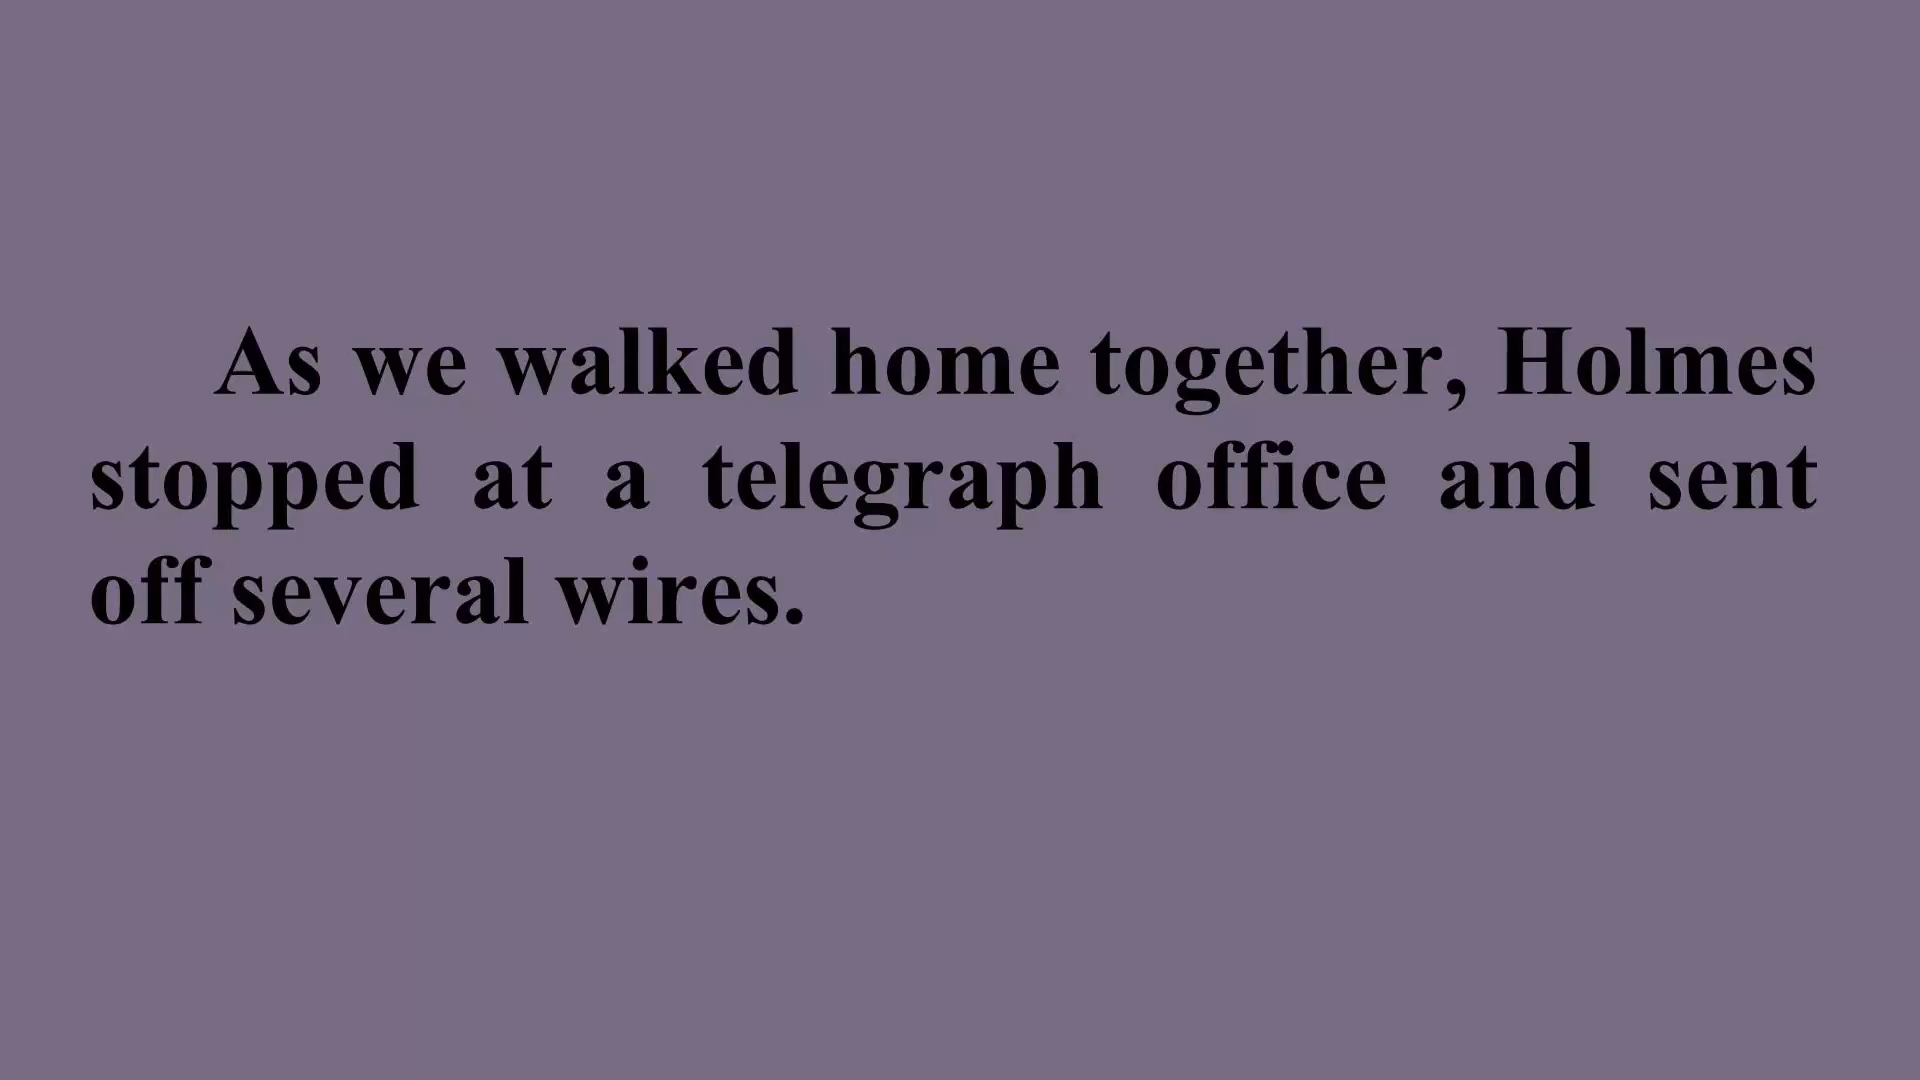 As we walked home together, Holmes
stopped at a telegraph office and sent
off several wires.